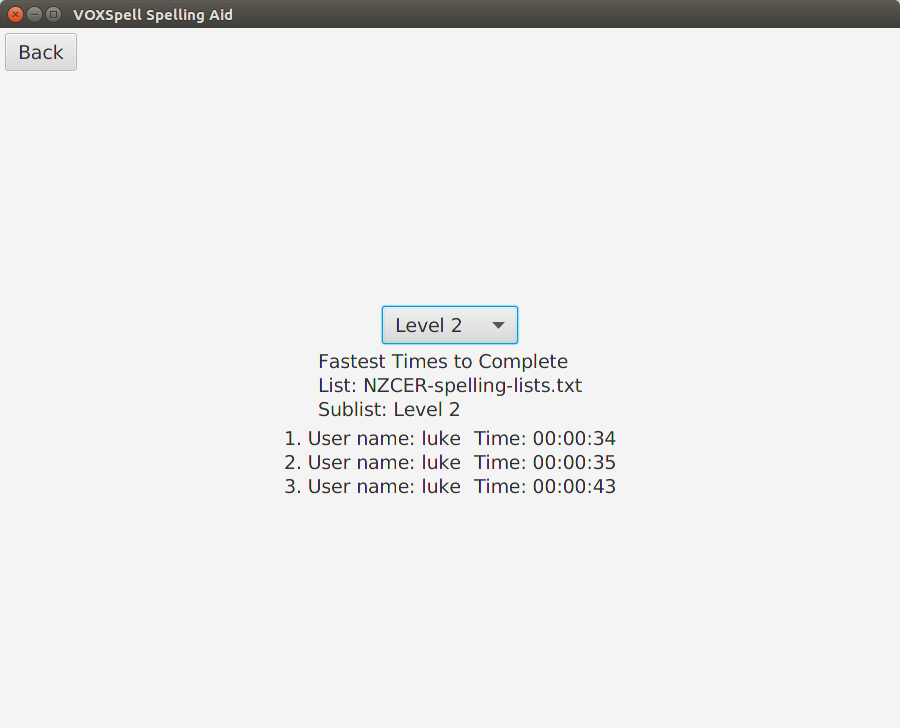 VOXSpell Spelling Aid
Back
Level 2
Fastest Times to Complete
List: NZCER-spelling-lists.txt
Sublist: Level 2
1. User name: luke  Time: 00:00:34
2. User name: luke  Time: 00:00:35
3. User name: luke  Time: 00:00:43